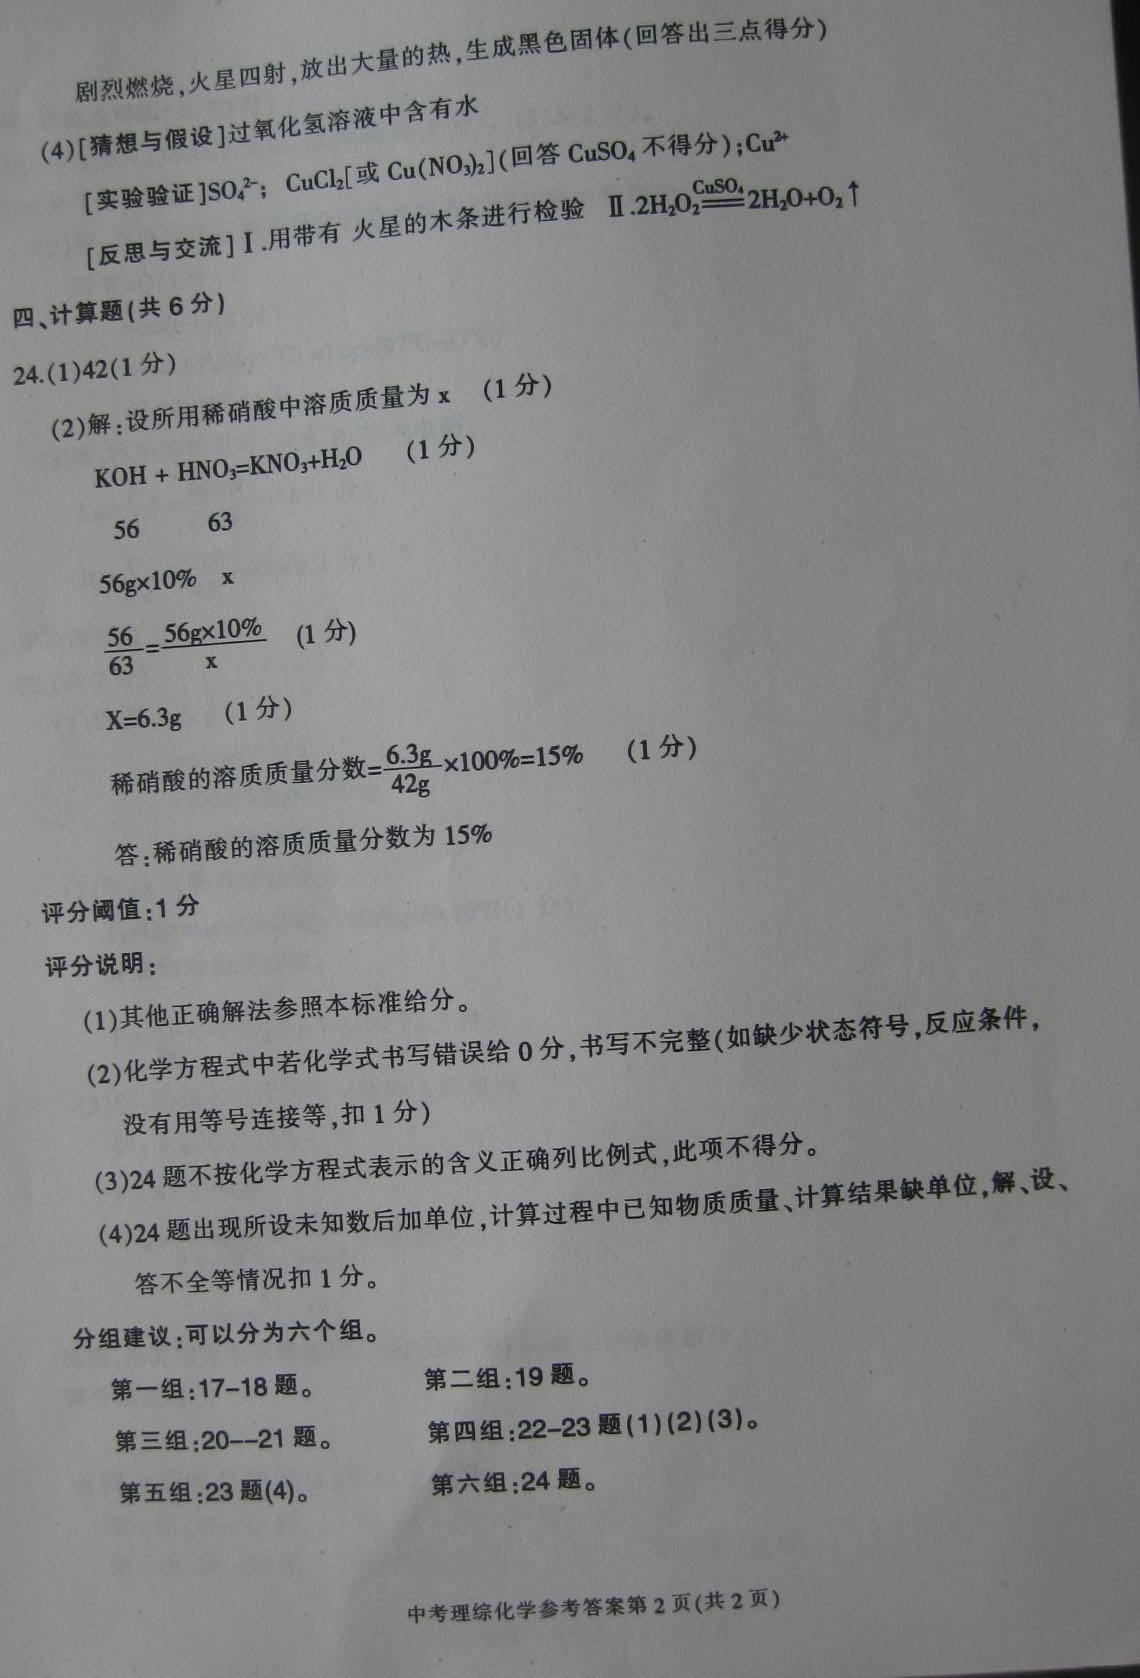 剧烈燃烧,火星四射,放出大量的热,生成黑色固体(回答出三点得分)
(4)[猜想与假设]过氧化氢溶液中含有水
[实验验证]SO₄²⁻; CuCl₂[或 Cu(NO₃)₂](回答 CuSO₄ 不得分);Cu²⁺
[反思与交流]Ⅰ.用带有 火星的木条进行检验 Ⅱ.2H₂O₂ CuSO₄ ══ 2H₂O+O₂↑
四、计算题(共 6 分)
24.(1)42(1 分)
(2)解:设所用稀硝酸中溶质质量为 x (1 分)
KOH + HNO₃=KNO₃+H₂O (1 分)
56 63
56g×10% x
56/63=56g×10%/x (1 分)
X=6.3g (1 分)
稀硝酸的溶质质量分数=6.3g/42g×100%=15% (1 分)
答:稀硝酸的溶质质量分数为 15%
评分阈值:1 分
评分说明:
(1)其他正确解法参照本标准给分。
(2)化学方程式中若化学式书写错误给 0 分,书写不完整(如缺少状态符号,反应条件,
没有用等号连接等,扣 1 分)
(3)24 题不按化学方程式表示的含义正确列比例式,此项不得分。
(4)24 题出现所设未知数后加单位,计算过程中已知物质质量、计算结果缺单位,解、设、
答不全等情况扣 1 分。
分组建议:可以分为六个组。
第一组:17-18 题。 第二组:19 题。
第三组:20--21 题。 第四组:22-23 题(1)(2)(3)。
第五组:23 题(4)。 第六组:24 题。
中考理综化学参考答案第 2 页(共 2 页)